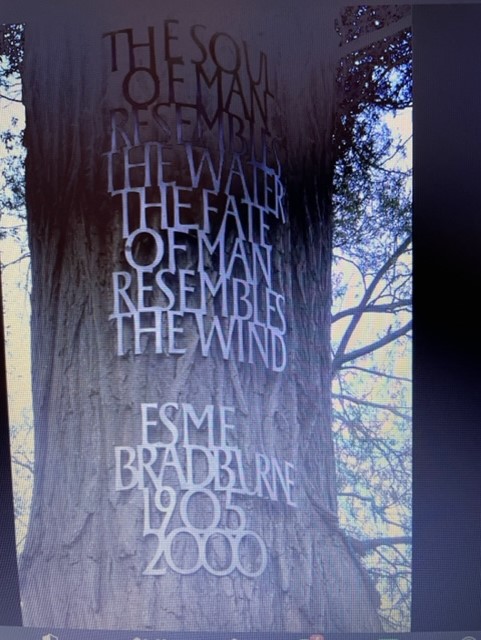 THE SOUL
OF MAN
RESEMBLES
THE WATER
THE FATE
OF MAN
RESEMBLES
THE WIND
ESME
BRADBURNE
1905
2000